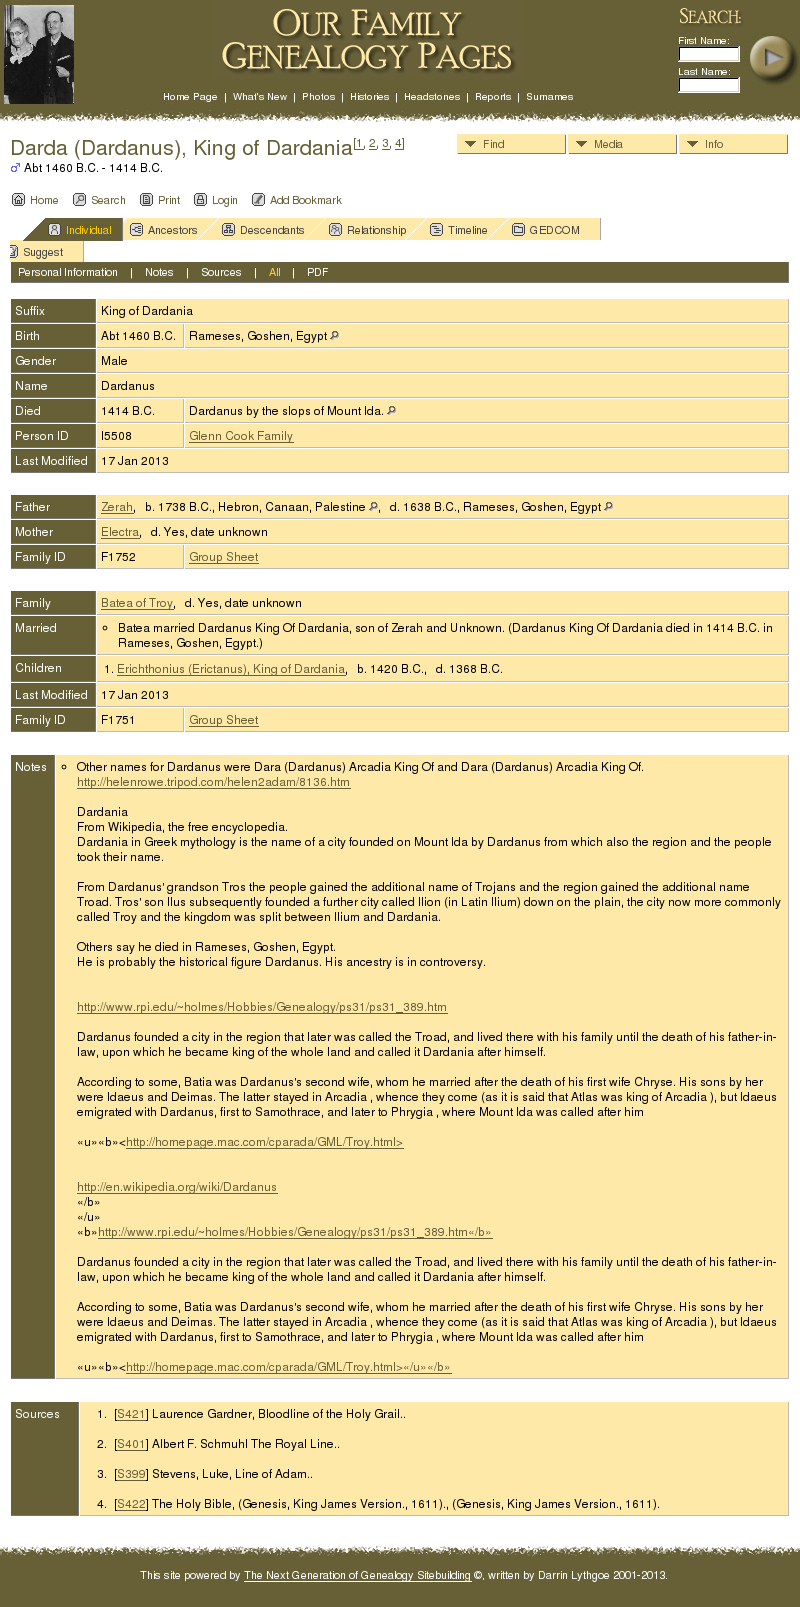 Our Family
Genealogy Pages
Search:
First Name:
Last Name:
Home Page | What's New | Photos | Histories | Headstones | Reports | Surnames
Darda (Dardanus), King of Dardania[1, 2, 3, 4]
Find Media Info
♂ Abt 1460 B.C. - 1414 B.C.
Home Search Print Login Add Bookmark
Individual Ancestors Descendants Relationship Timeline GEDCOM
Suggest
Personal Information | Notes | Sources | All | PDF
Suffix King of Dardania
Birth Abt 1460 B.C. Rameses, Goshen, Egypt
Gender Male
Name Dardanus
Died 1414 B.C. Dardanus by the slops of Mount Ida.
Person ID I5508 Glenn Cook Family
Last Modified 17 Jan 2013
Father Zerah, b. 1738 B.C., Hebron, Canaan, Palestine , d. 1638 B.C., Rameses, Goshen, Egypt
Mother Electra, d. Yes, date unknown
Family ID F1752 Group Sheet
Family Batea of Troy, d. Yes, date unknown
Married Batea married Dardanus King Of Dardania, son of Zerah and Unknown. (Dardanus King Of Dardania died in 1414 B.C. in
Rameses, Goshen, Egypt.)
Children 1. Erichthonius (Erictanus), King of Dardania, b. 1420 B.C., d. 1368 B.C.
Last Modified 17 Jan 2013
Family ID F1751 Group Sheet
Notes Other names for Dardanus were Dara (Dardanus) Arcadia King Of and Dara (Dardanus) Arcadia King Of.
http://helenrowe.tripod.com/helen2adam/8136.htm
Dardania
From Wikipedia, the free encyclopedia.
Dardania in Greek mythology is the name of a city founded on Mount Ida by Dardanus from which also the region and the people
took their name.
From Dardanus' grandson Tros the people gained the additional name of Trojans and the region gained the additional name
Troad. Tros' son Ilus subsequently founded a further city called Ilion (in Latin Ilium) down on the plain, the city now more commonly
called Troy and the kingdom was split between Ilium and Dardania.
Others say he died in Rameses, Goshen, Egypt.
He is probably the historical figure Dardanus. His ancestry is in controversy.
http://www.rpi.edu/~holmes/Hobbies/Genealogy/ps31/ps31_389.htm
Dardanus founded a city in the region that later was called the Troad, and lived there with his family until the death of his father-in-
law, upon which he became king of the whole land and called it Dardania after himself.
According to some, Batia was Dardanus's second wife, whom he married after the death of his first wife Chryse. His sons by her
were Idaeus and Deimas. The latter stayed in Arcadia , whence they come (as it is said that Atlas was king of Arcadia ), but Idaeus
emigrated with Dardanus, first to Samothrace, and later to Phrygia , where Mount Ida was called after him
«u»«b»<http://homepage.mac.com/cparada/GML/Troy.html>
http://en.wikipedia.org/wiki/Dardanus
«/b»
«/u»
«b»http://www.rpi.edu/~holmes/Hobbies/Genealogy/ps31/ps31_389.htm«/b»
Dardanus founded a city in the region that later was called the Troad, and lived there with his family until the death of his father-in-
law, upon which he became king of the whole land and called it Dardania after himself.
According to some, Batia was Dardanus's second wife, whom he married after the death of his first wife Chryse. His sons by her
were Idaeus and Deimas. The latter stayed in Arcadia , whence they come (as it is said that Atlas was king of Arcadia ), but Idaeus
emigrated with Dardanus, first to Samothrace, and later to Phrygia , where Mount Ida was called after him
«u»«b»<http://homepage.mac.com/cparada/GML/Troy.html>«/u»«/b»
Sources 1. [S421] Laurence Gardner, Bloodline of the Holy Grail..
2. [S401] Albert F. Schmuhl The Royal Line..
3. [S399] Stevens, Luke, Line of Adam..
4. [S422] The Holy Bible, (Genesis, King James Version., 1611)., (Genesis, King James Version., 1611).
This site powered by The Next Generation of Genealogy Sitebuilding ©, written by Darrin Lythgoe 2001-2013.